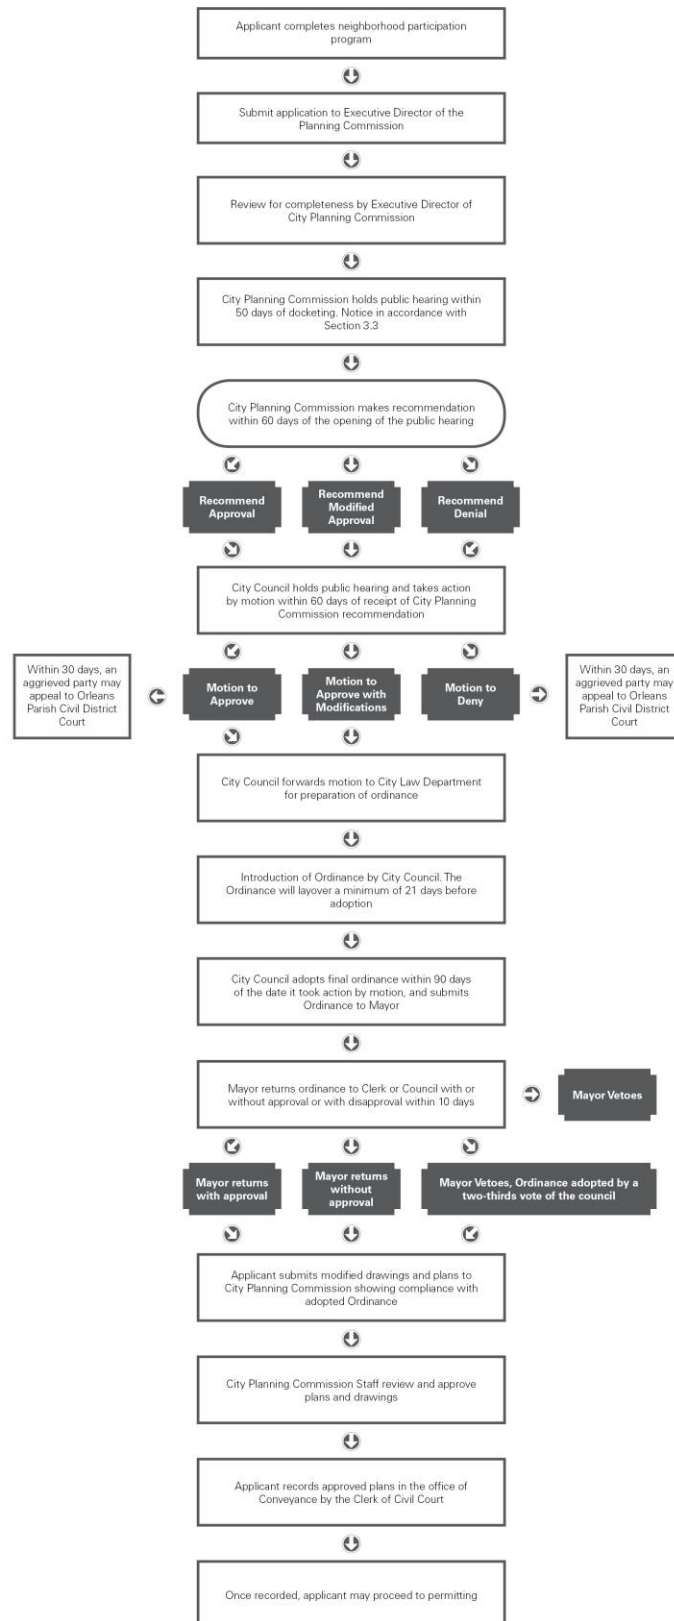 Applicant completes neighborhood participation
program
Submit application to Executive Director of the
Planning Commission
Review for completeness by Executive Director of
City Planning Commission
City Planning Commission holds public hearing within
50 days of docketing. Notice in accordance with
Section 3.3
City Planning Commission makes recommendation
within 60 days of the opening of the public hearing
Recommend
Approval
Recommend
Modified
Approval
Recommend
Denial
City Council holds public hearing and takes action
by motion within 60 days of receipt of City Planning
Commission recommendation
Within 30 days, an
aggrieved party may
appeal to Orleans
Parish Civil District
Court
Motion to
Approve
Motion to
Approve with
Modifications
Motion to
Deny
Within 30 days, an
aggrieved party may
appeal to Orleans
Parish Civil District
Court
City Council forwards motion to City Law Department
for preparation of ordinance
Introduction of Ordinance by City Council. The
Ordinance will layover a minimum of 21 days before
adoption
City Council adopts final ordinance within 90 days
of the date it took action by motion, and submits
Ordinance to Mayor
Mayor returns ordinance to Clerk or Council with or
without approval or with disapproval within 10 days
Mayor Vetoes
Mayor returns
with approval
Mayor returns
without
approval
Mayor Vetoes, Ordinance adopted by a
two-thirds vote of the council
Applicant submits modified drawings and plans to
City Planning Commission showing compliance with
adopted Ordinance
City Planning Commission Staff review and approve
plans and drawings
Applicant records approved plans in the office of
Conveyance by the Clerk of Civil Court
Once recorded, applicant may proceed to permitting